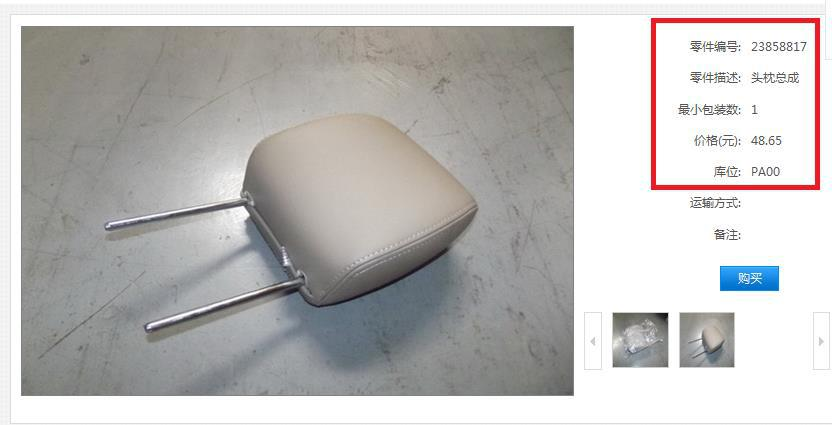 零件编号: 23858817
零件描述: 头枕总成
最小包装数: 1
价格(元): 48.65
库位: PA00
运输方式:
备注:
购买